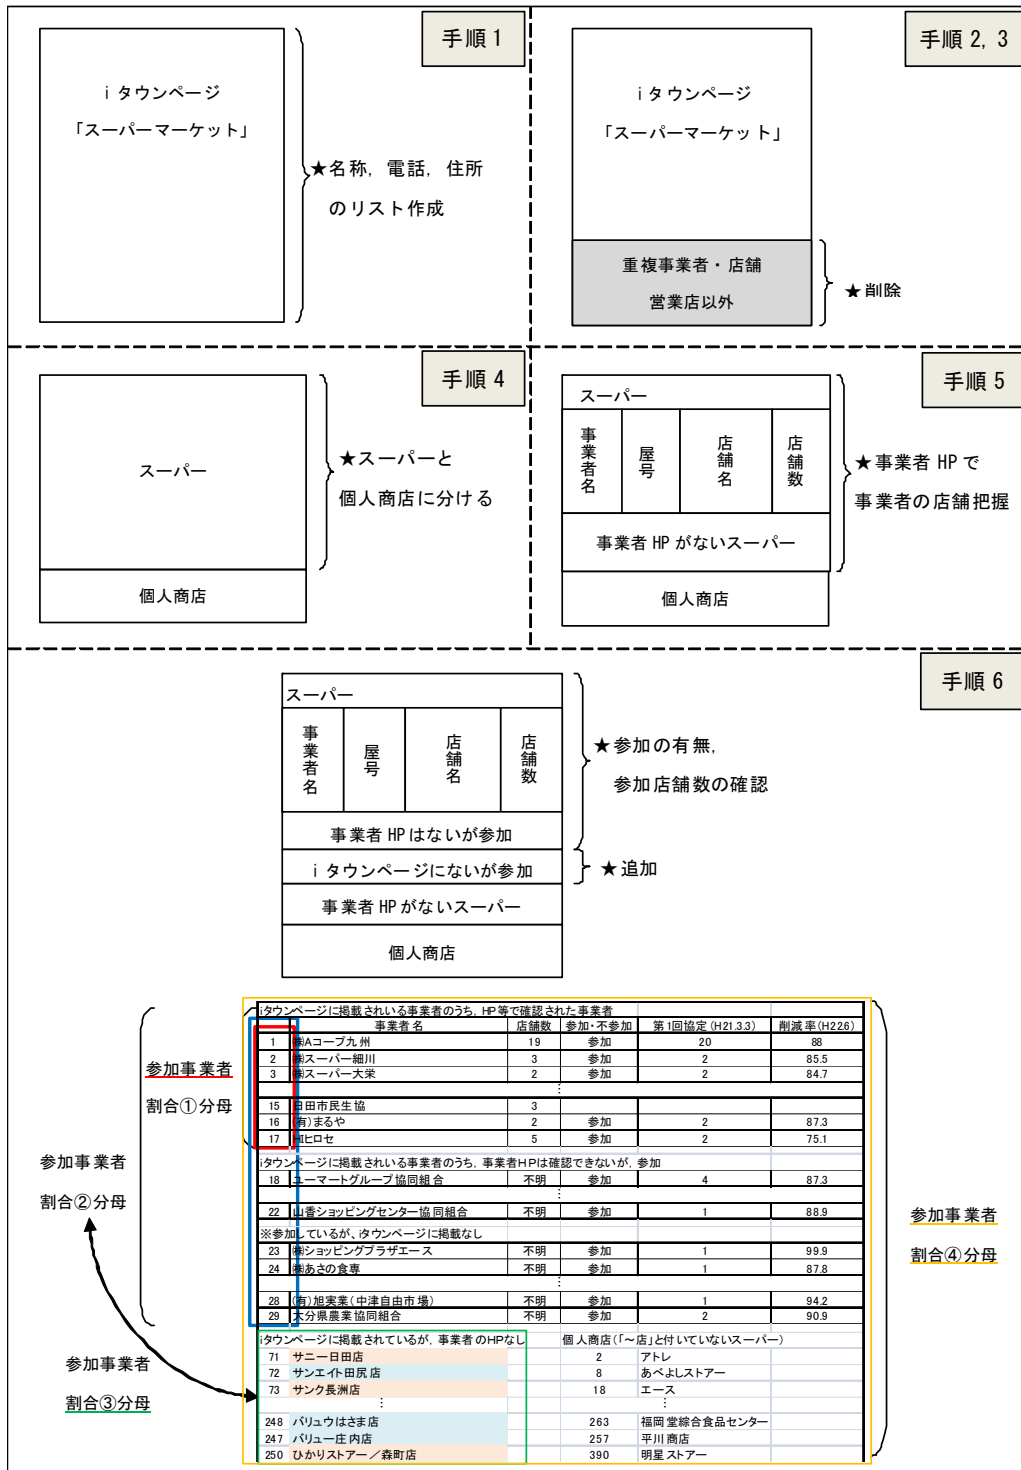 手順1
i タウンページ
「スーパーマーケット」
★名称，電話，住所
のリスト作成
手順2, 3
i タウンページ
「スーパーマーケット」
重複事業者・店舗
営業店以外
★削除
手順4
スーパー
個人商店
★スーパーと
個人商店に分ける
手順5
スーパー
事業者名 屋号 店舗名 店舗数
事業者HPがないスーパー
個人商店
★事業者HPで
事業者の店舗把握
手順6
スーパー
事業者名 屋号 店舗名 店舗数
事業者HPはないが参加
i タウンページにないが参加
事業者HPがないスーパー
個人商店
★参加の有無，
参加店舗数の確認
★追加
参加事業者
割合①分母
参加事業者
割合②分母
参加事業者
割合③分母
参加事業者
割合④分母
iタウンページに掲載されいる事業者のうち，HP等で確認された事業者
事業者名 店舗数 参加・不参加 第1回協定(H21.3.3) 削減率(H22.6)
1 ㈱Aコープ九州 19 参加 20 88
2 ㈱スーパー細川 3 参加 2 85.5
3 ㈱スーパー大栄 2 参加 2 84.7
⋮
15 日田市民生協 3
16 (有)まるや 2 参加 2 87.3
17 HIヒロセ 5 参加 2 75.1
iタウンページに掲載されいる事業者のうち，事業者HPは確認できないが，参加
18 ユーマートグループ協同組合 不明 参加 4 87.3
⋮
22 山香ショッピングセンター協同組合 不明 参加 1 88.9
※参加しているが，iタウンページに掲載なし
23 ㈱ショッピングプラザエース 不明 参加 1 99.9
24 ㈱あさの食専 不明 参加 1 87.8
⋮
28 (有)旭実業(中津自由市場) 不明 参加 1 94.2
29 大分県農業協同組合 不明 参加 2 90.9
iタウンページに掲載されているが，事業者のHPなし 個人商店(「～店」と付いていないスーパー)
71 サニー日田店 2 アトレ
72 サンエイト田尻店 8 あべよしストアー
73 サンク長洲店 18 エース
⋮ ⋮
248 バリュウはさま店 263 福岡堂綜合食品センター
247 バリュー庄内店 257 平川商店
250 ひかりストアー／森町店 390 明星ストアー